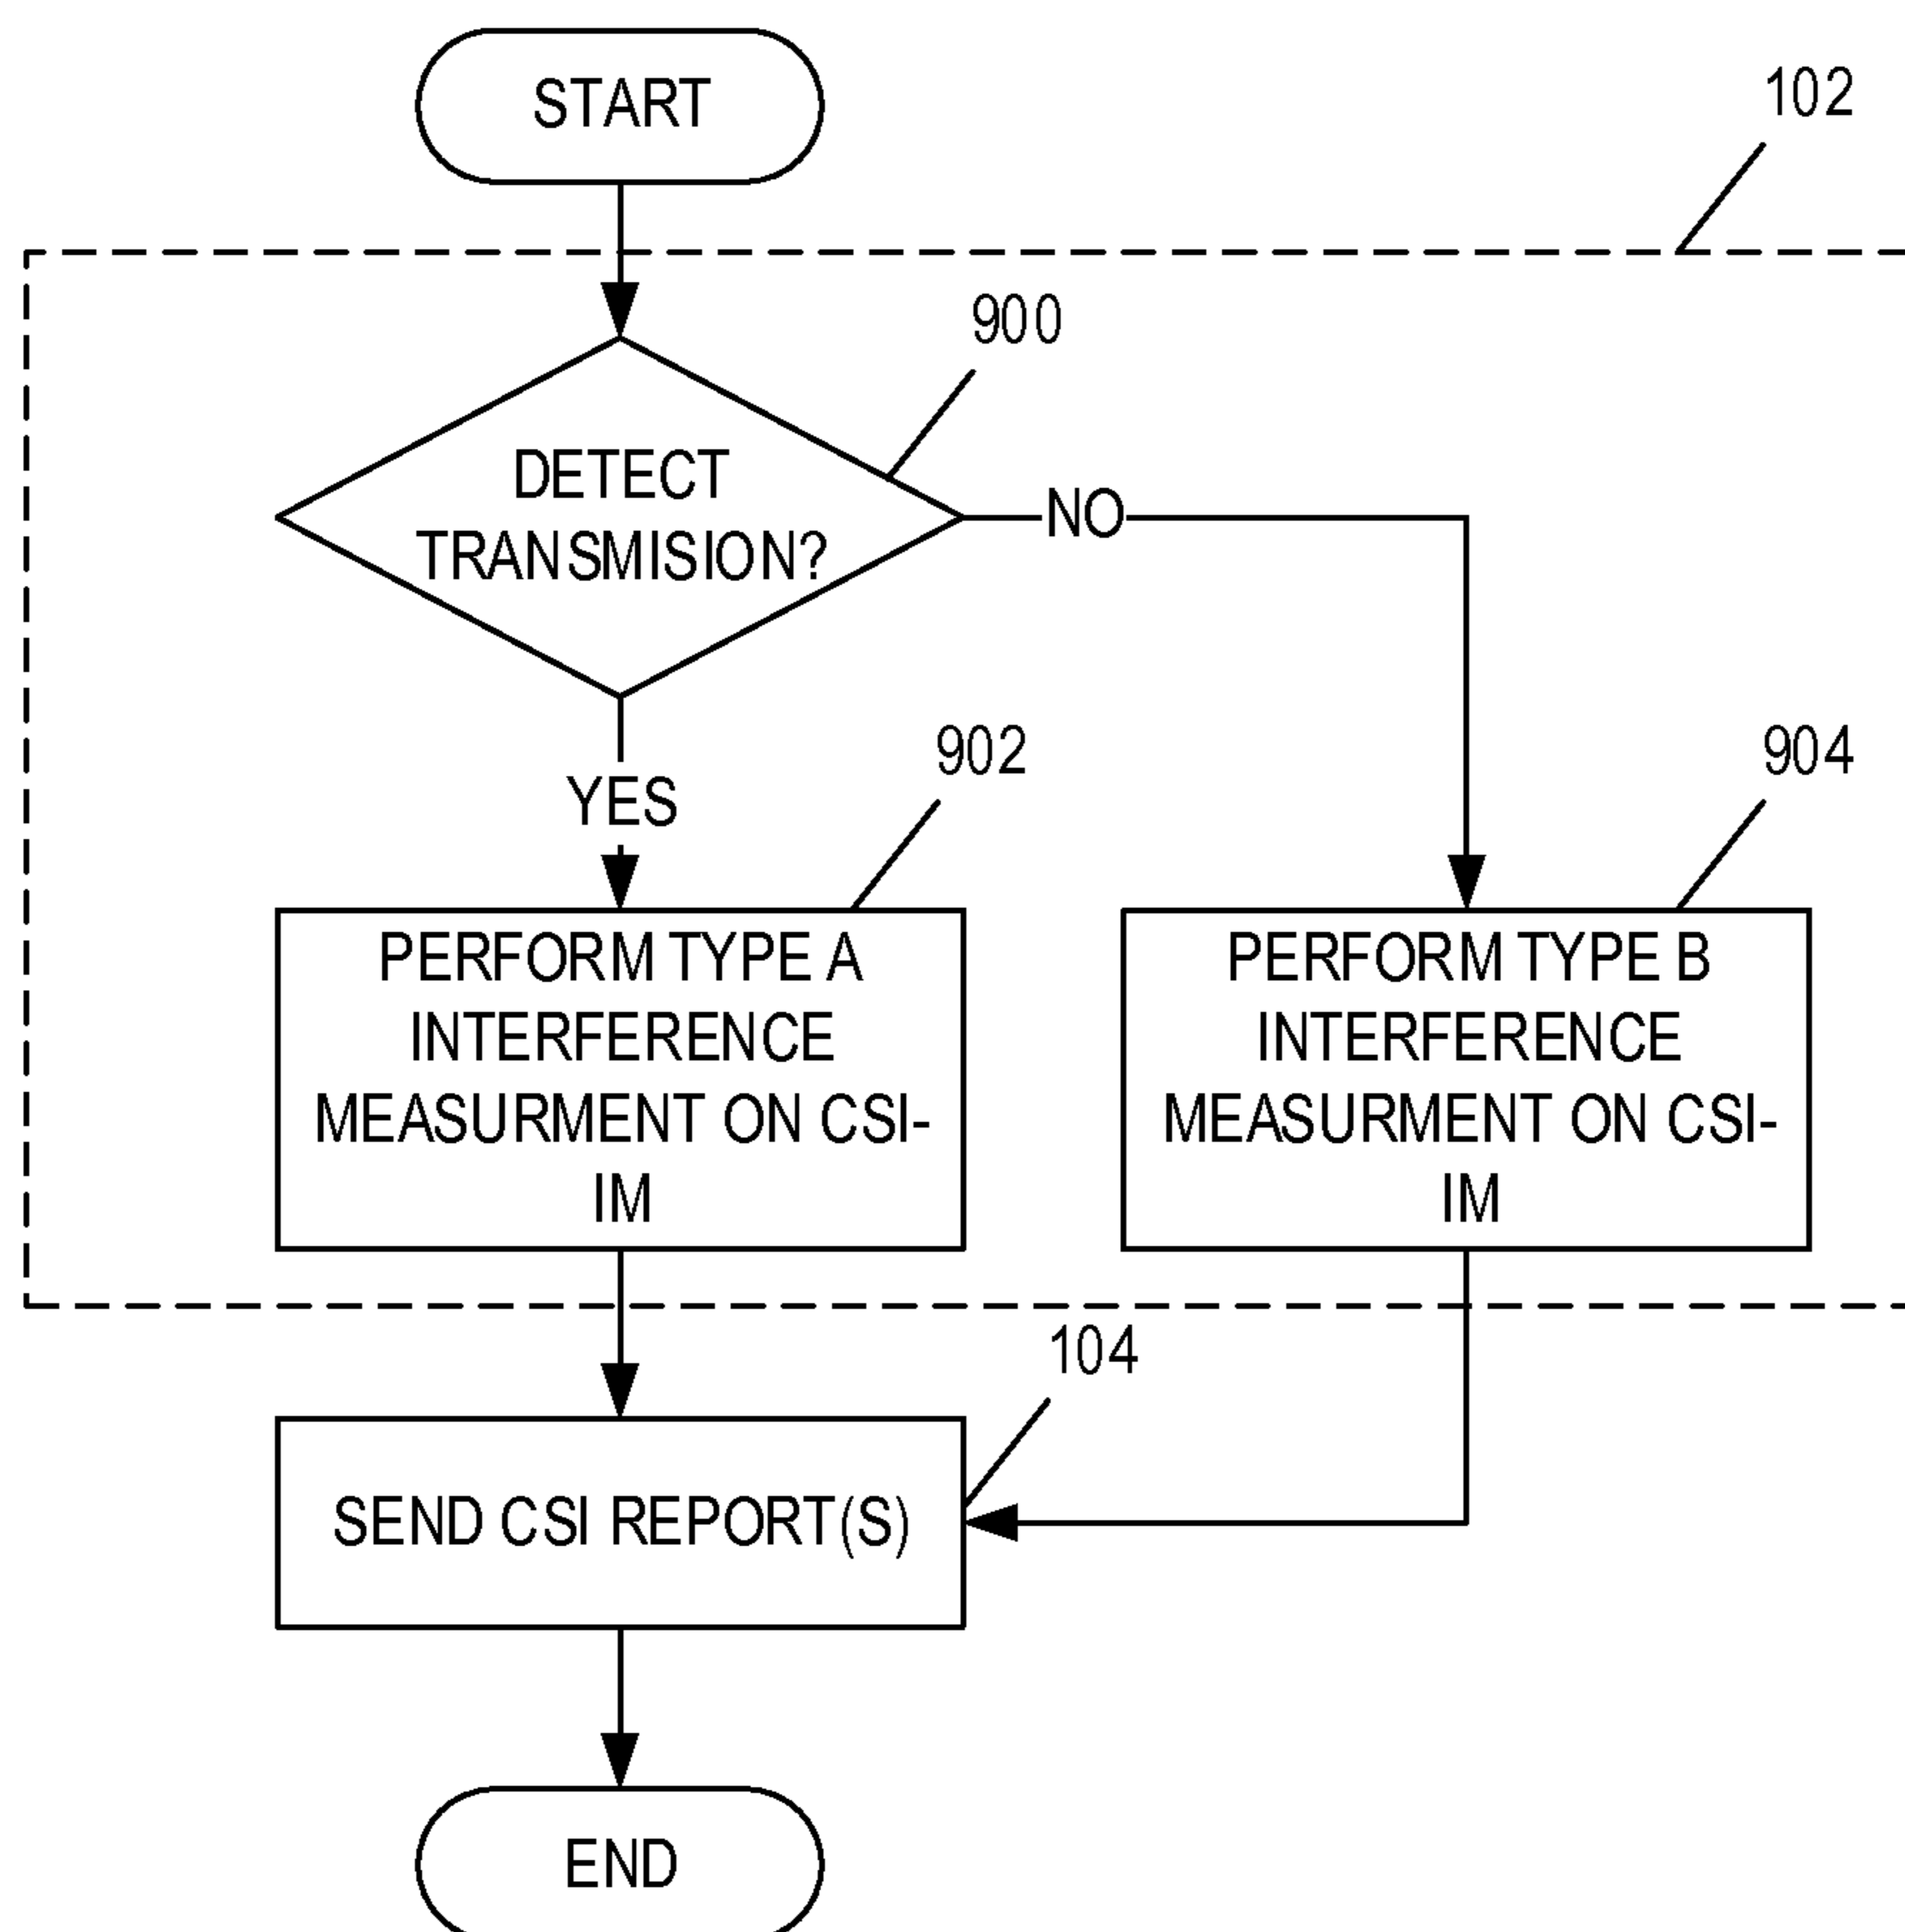 START
102
900
DETECT
TRANSMISION?
NO
YES
902
904
PERFORM TYPE A
INTERFERENCE
MEASURMENT ON CSI-
IM
PERFORM TYPE B
INTERFERENCE
MEASURMENT ON CSI-
IM
104
SEND CSI REPORT(S)
END